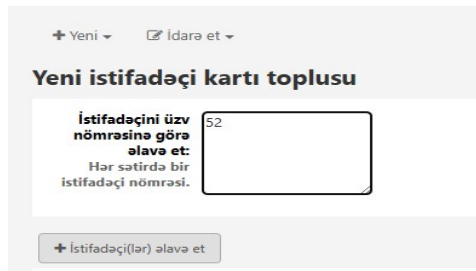 + Yeni
İdarə et
Yeni istifadəçi kartı toplusu
İstifadəçini üzv
nömrəsinə görə
əlavə et:
Hər sətirdə bir
istifadəçi nömrəsi.
52
+ İstifadəçi(lər) əlavə et